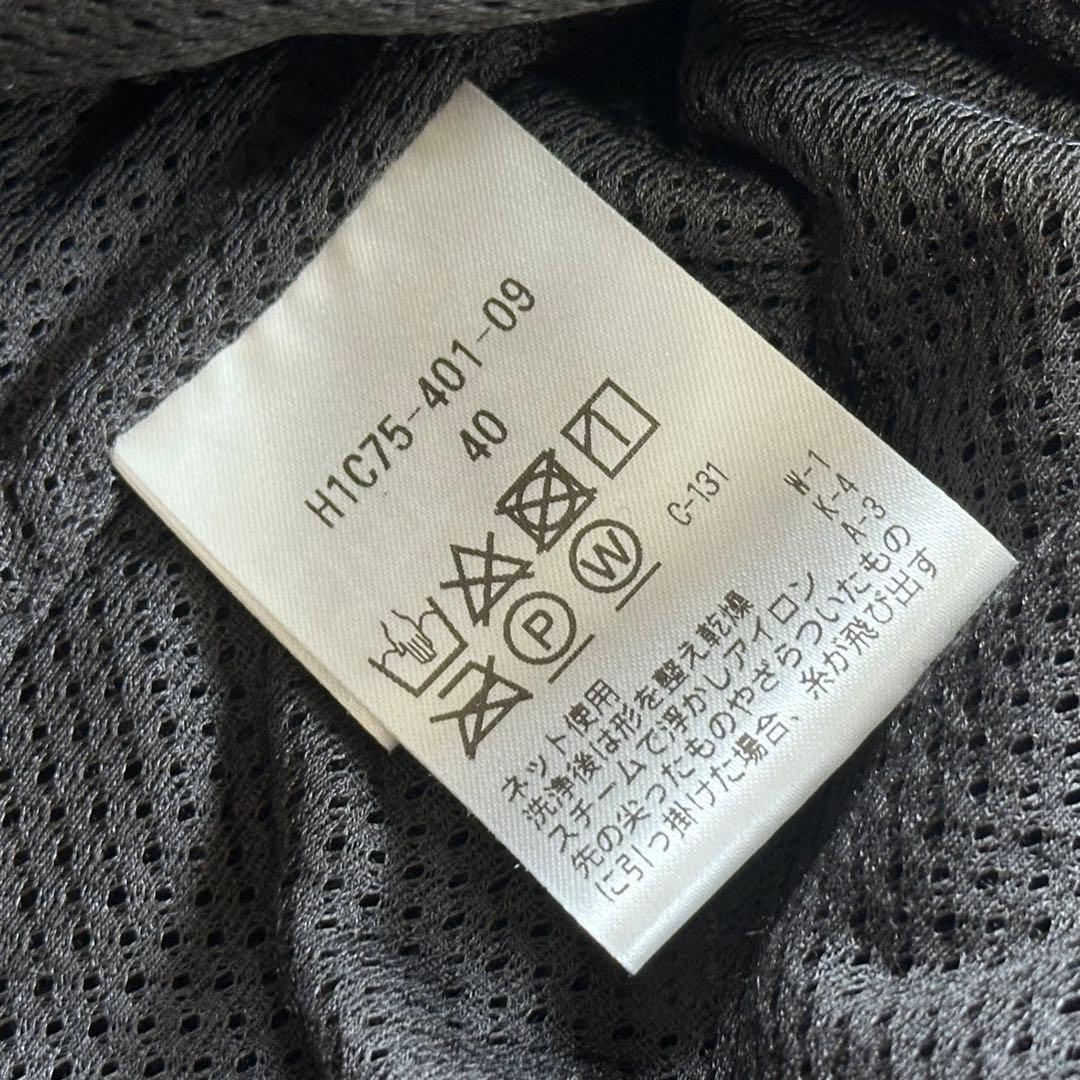 H1C75-401-09
40
P
W
C-131
W-1
K-4
A-3
ネット使用
洗浄後は形を整え乾燥
スチームで浮かしアイロン
先の尖ったものやざらついたもの
に引っ掛けた場合、糸が飛び出す